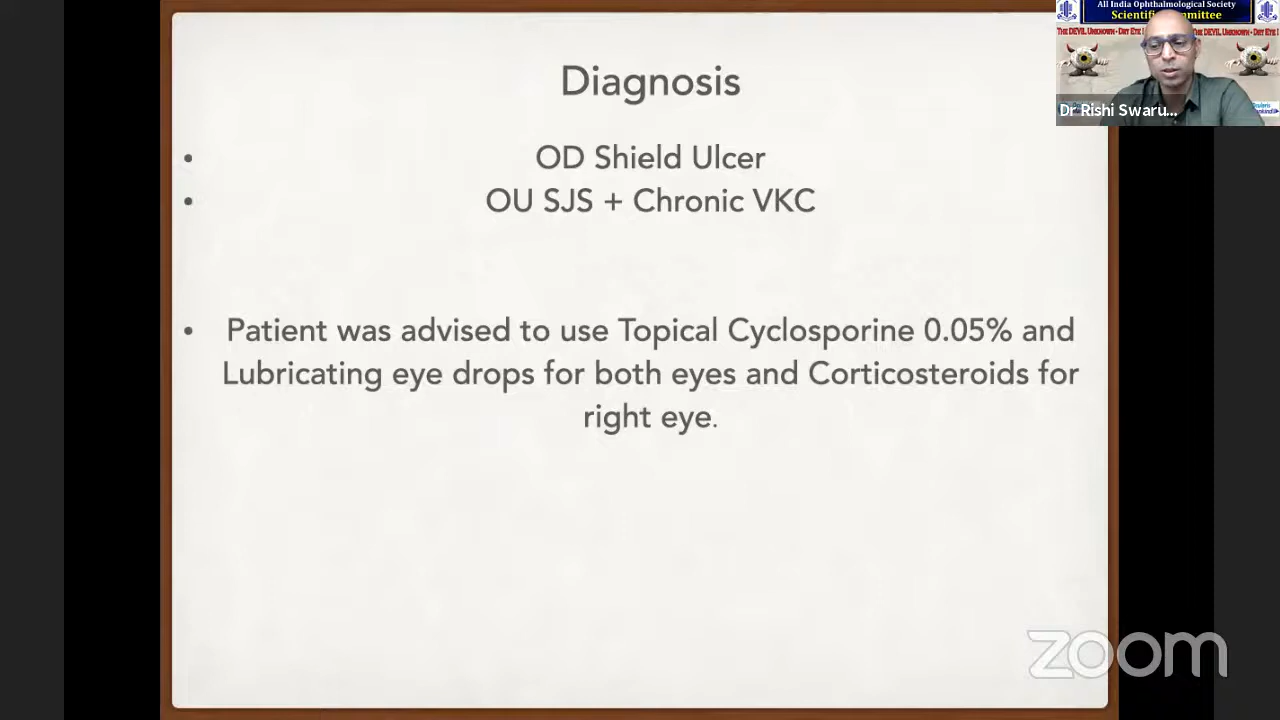 Diagnosis
• OD Shield Ulcer
• OU SJS + Chronic VKC
• Patient was advised to use Topical Cyclosporine 0.05% and
Lubricating eye drops for both eyes and Corticosteroids for
right eye.
All India Ophthalmological Society
Scientific Committee
THE DEVIL UNKNOWN - DRY EYE !
THE DEVIL UNKNOWN - DRY EYE !
Dr Rishi Swaru...
zoom